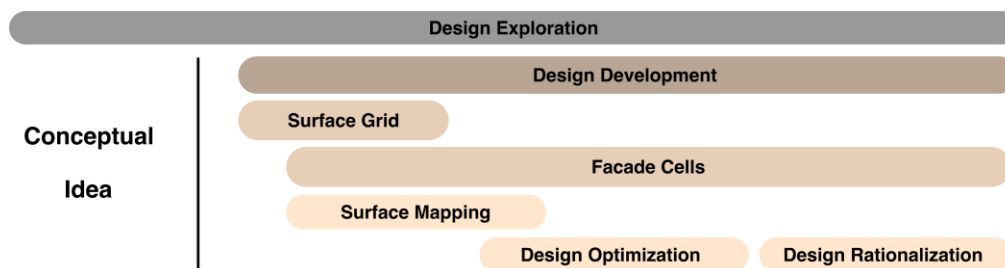 Design Exploration
Design Development
Surface Grid
Conceptual
Idea
Facade Cells
Surface Mapping
Design Optimization
Design Rationalization